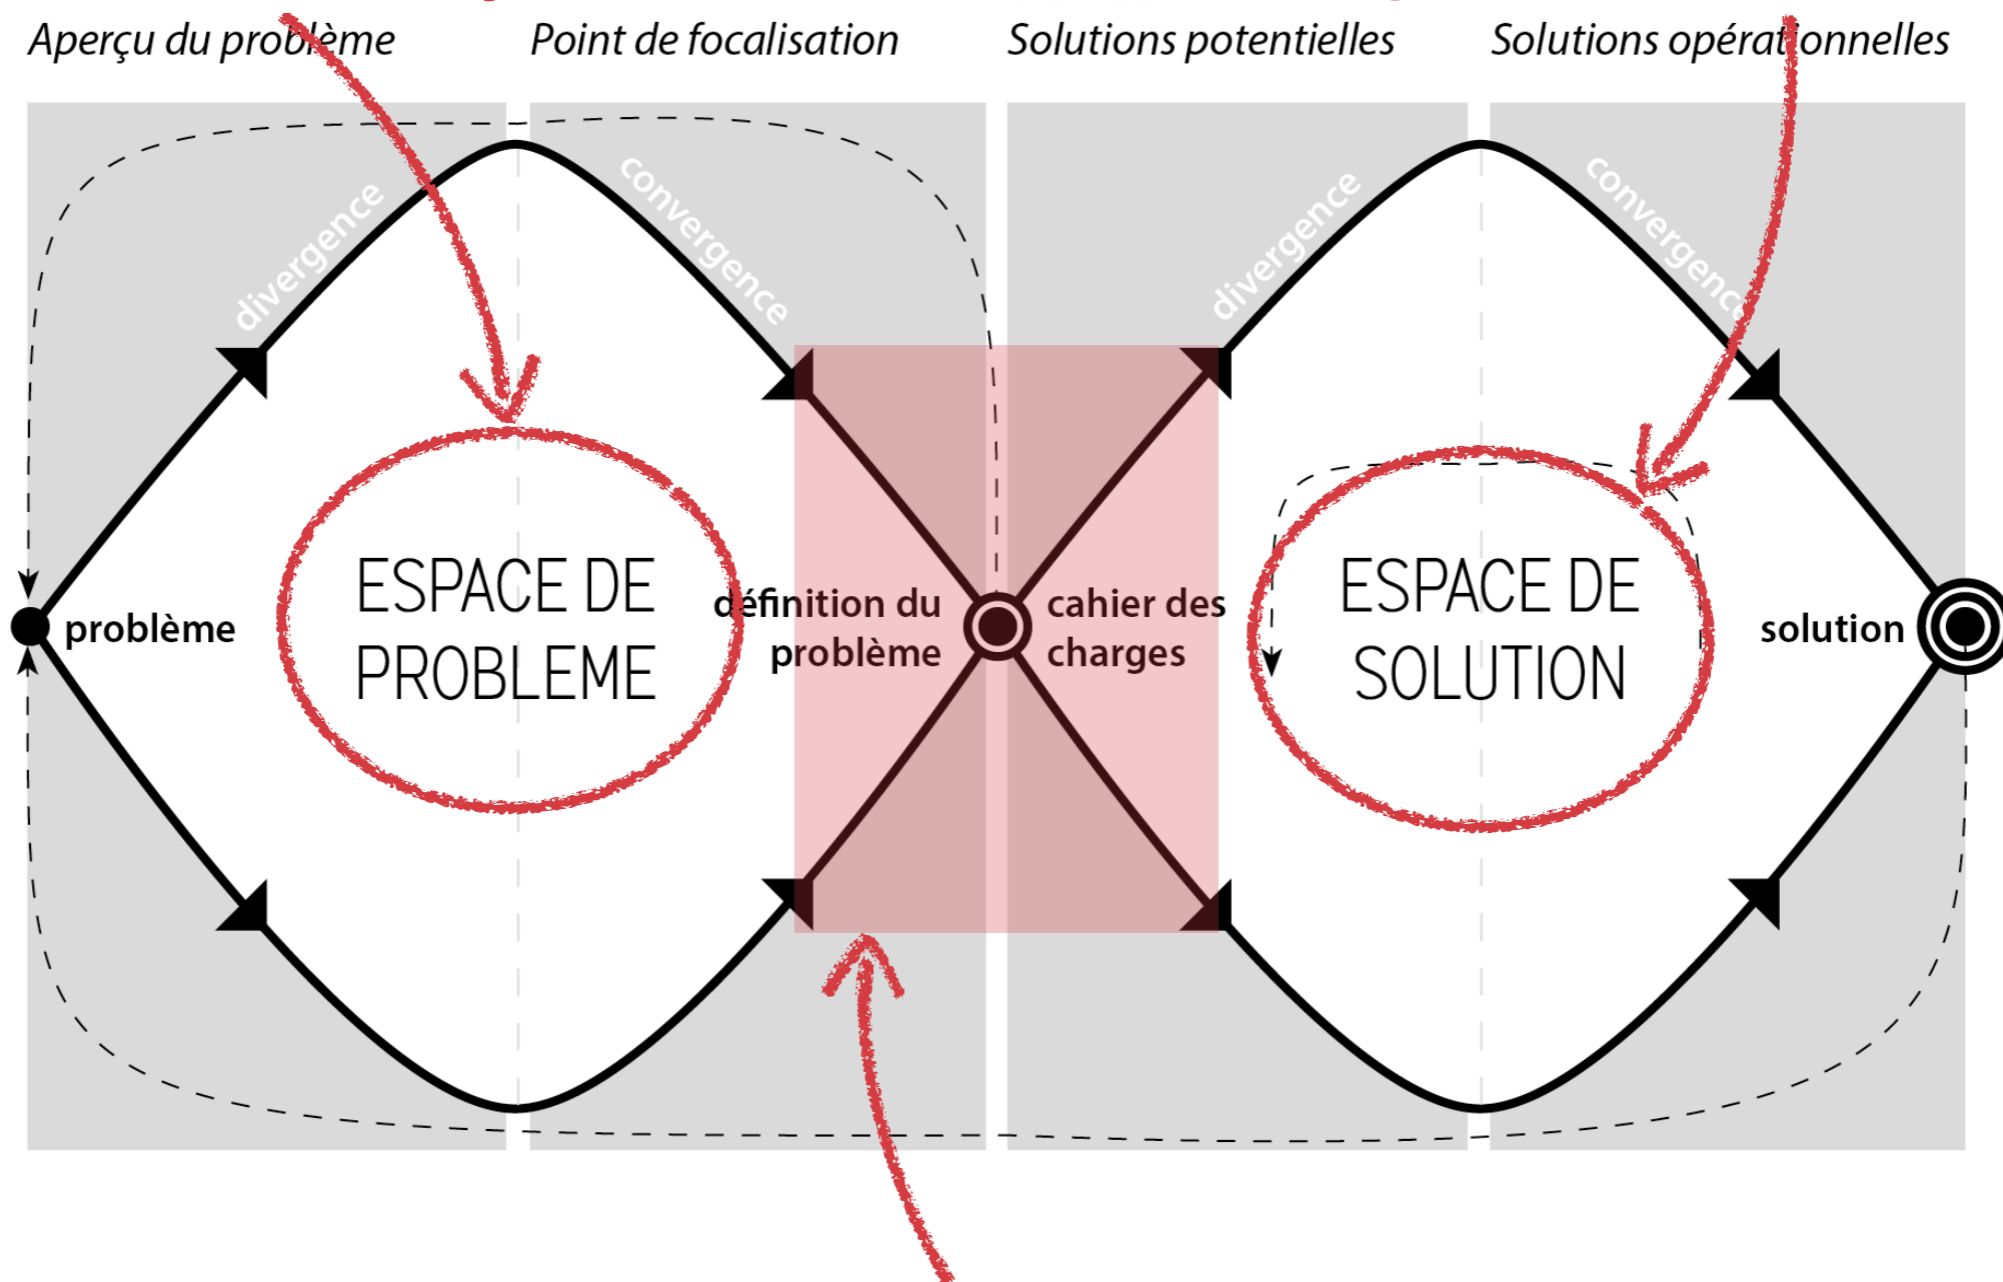 Aperçu du problème
Point de focalisation
Solutions potentielles
Solutions opérationnelles
divergence
convergence
divergence
convergence
problème
ESPACE DE
PROBLEME
définition du
problème
cahier des
charges
ESPACE DE
SOLUTION
solution